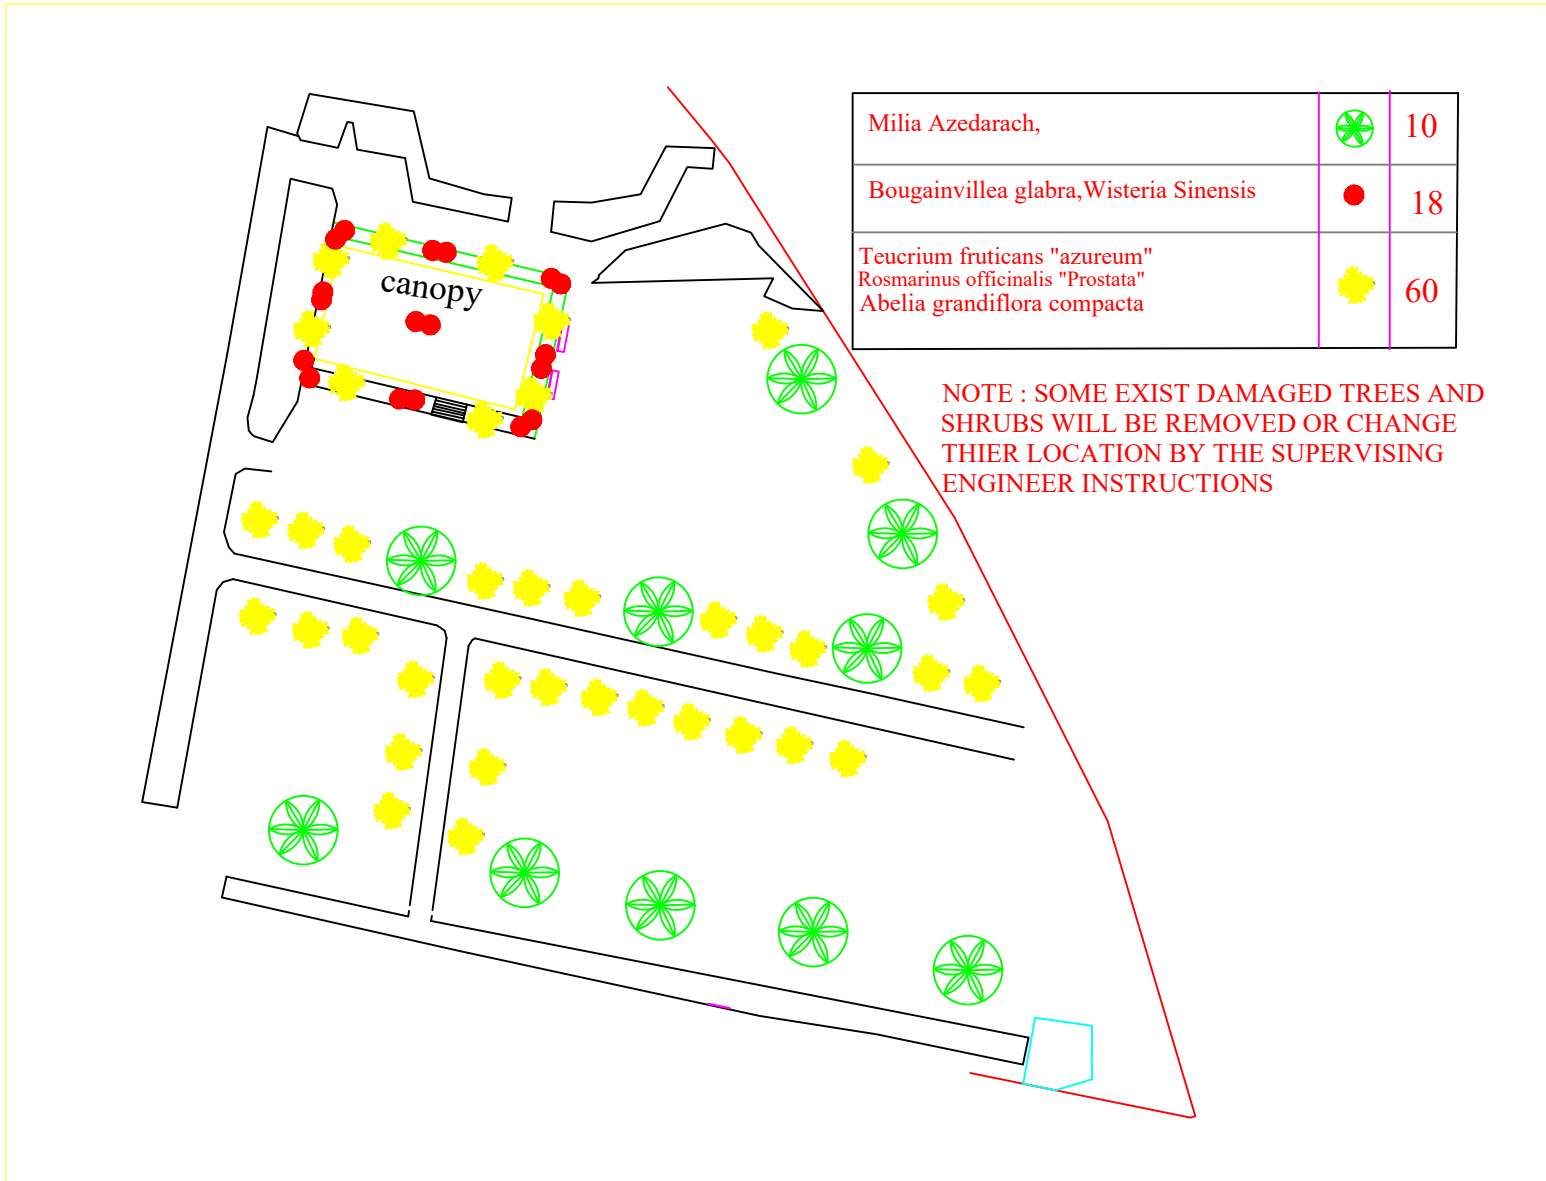 Milia Azedarach,
10
Bougainvillea glabra,Wisteria Sinensis
18
Teucrium fruticans "azureum"
Rosmarinus officinalis "Prostata"
Abelia grandiflora compacta
60
canopy
NOTE : SOME EXIST DAMAGED TREES AND
SHRUBS WILL BE REMOVED OR CHANGE
THIER LOCATION BY THE SUPERVISING
ENGINEER INSTRUCTIONS